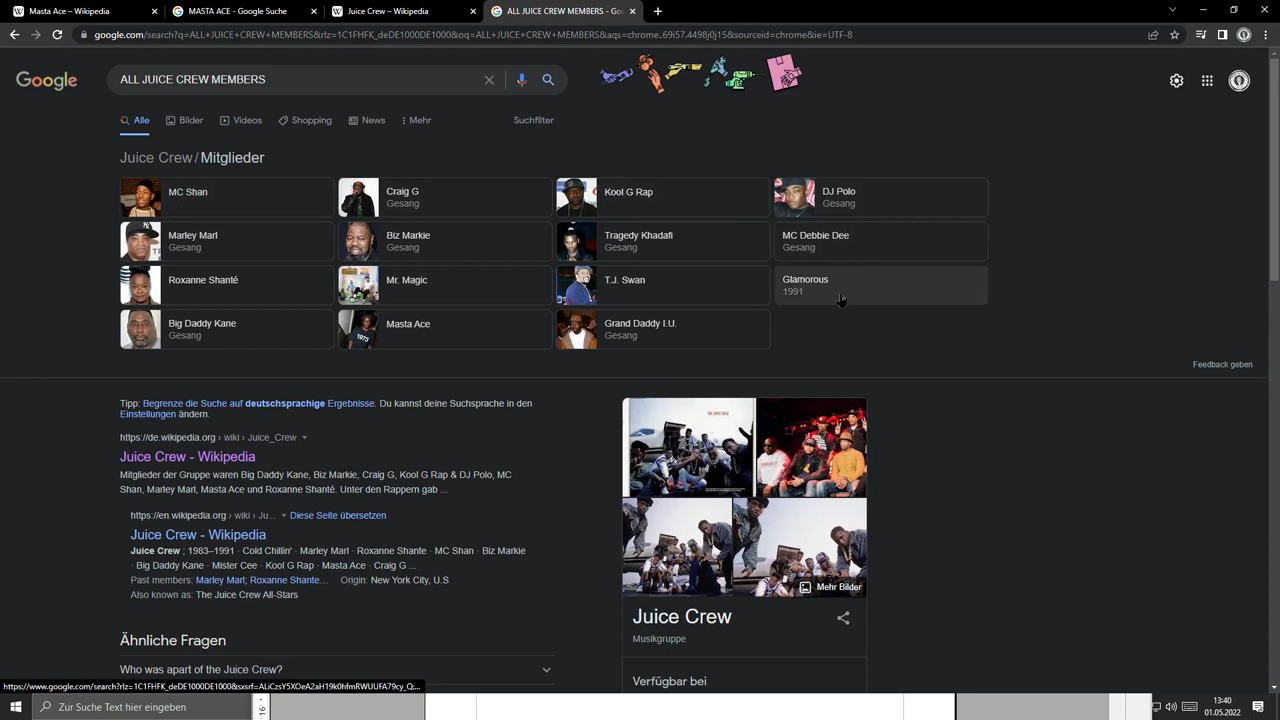 Masta Ace – Wikipedia
MASTA ACE - Google Suche
Juice Crew – Wikipedia
ALL JUICE CREW MEMBERS - Go
google.com/search?q=ALL+JUICE+CREW+MEMBERS&rlz=1C1FHFK_deDE1000DE1000&oq=ALL+JUICE+CREW+MEMBERS&aqs=chrome..69i57.4498j0j15&sourceid=chrome&ie=UTF-8
Google
ALL JUICE CREW MEMBERS
Alle
Bilder
Videos
Shopping
News
Mehr
Suchfilter
Juice Crew / Mitglieder
MC Shan
Craig G
Gesang
Kool G Rap
DJ Polo
Gesang
Marley Marl
Gesang
Biz Markie
Gesang
Tragedy Khadafi
Gesang
MC Debbie Dee
Gesang
Roxanne Shanté
Mr. Magic
T.J. Swan
Glamorous
1991
Big Daddy Kane
Gesang
Masta Ace
Grand Daddy I.U.
Gesang
Feedback geben
Tipp: Begrenze die Suche auf deutschsprachige Ergebnisse. Du kannst deine Suchsprache in den
Einstellungen ändern.
https://de.wikipedia.org › wiki › Juice_Crew
Juice Crew - Wikipedia
Mitglieder der Gruppe waren Big Daddy Kane, Biz Markie, Craig G, Kool G Rap & DJ Polo, MC
Shan, Marley Marl, Masta Ace und Roxanne Shanté. Unter den Rappern gab ...
https://en.wikipedia.org › wiki › Ju... Diese Seite übersetzen
Juice Crew - Wikipedia
Juice Crew ; 1983–1991 · Cold Chillin' · Marley Marl · Roxanne Shante · MC Shan · Biz Markie
· Big Daddy Kane · Mister Cee · Kool G Rap · Masta Ace · Craig G ...
Past members: Marley Marl; Roxanne Shante… Origin: New York City, U.S
Also known as: The Juice Crew All-Stars
Ähnliche Fragen
Who was apart of the Juice Crew?
THE JUICE CREW
1973
Mehr Bilder
Juice Crew
Musikgruppe
Verfügbar bei
Zur Suche Text hier eingeben
13:40
01.05.2022